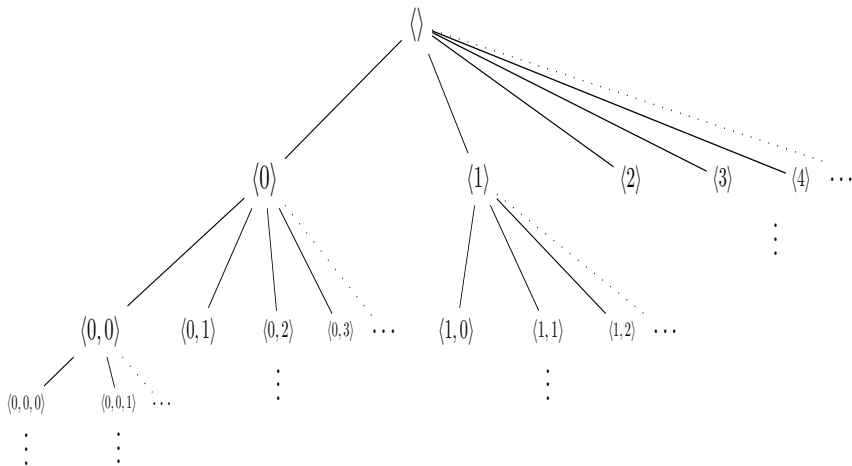 ⟨⟩
⟨0⟩ ⟨1⟩ ⟨2⟩ ⟨3⟩ ⟨4⟩ ⋯
⋮
⟨0,0⟩ ⟨0,1⟩ ⟨0,2⟩ ⟨0,3⟩ ⋯ ⟨1,0⟩ ⟨1,1⟩ ⟨1,2⟩ ⋯
⋮ ⋮
⟨0,0,0⟩ ⟨0,0,1⟩ ⋯
⋮ ⋮